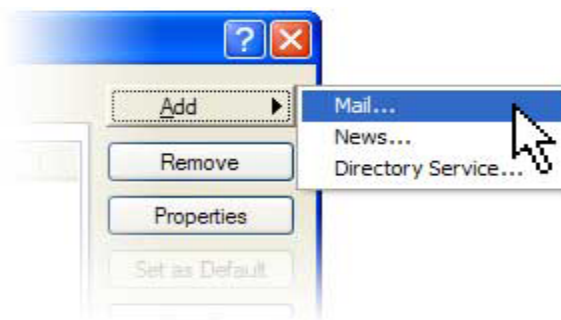 ?
Add
Mail...
News...
Directory Service...
Remove
Properties
Set as Default